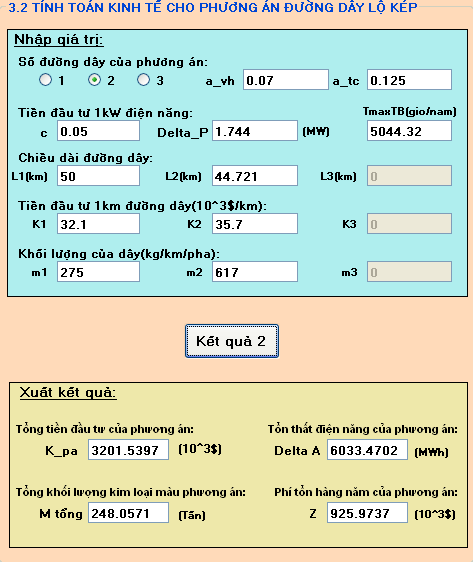 3.2 TÍNH TOÁN KINH TẾ CHO PHƯƠNG ÁN ĐƯỜNG DÂY LỘ KÉP
Nhập giá trị:
Số đường dây của phương án:
1 2 3 a_vh 0.07 a_tc 0.125
Tiền đầu tư 1kW điện năng: TmaxTB(gio/nam)
c 0.05 Delta_P 1.744 (MW) 5044.32
Chiều dài đường dây:
L1(km) 50 L2(km) 44.721 L3(km) 0
Tiền đầu tư 1km đường dây(10^3$/km):
K1 32.1 K2 35.7 K3 0
Khối lượng của dây(kg/km/pha):
m1 275 m2 617 m3 0
Kết quả 2
Xuất kết quả:
Tổng tiền đầu tư của phương án: Tổn thất điện năng của phương án:
K_pa 3201.5397 (10^3$) Delta A 6033.4702 (MWh)
Tổng khối lượng kim loại màu phương án: Phí tổn hàng năm của phương án:
M tổng 248.0571 (Tấn) Z 925.9737 (10^3$)